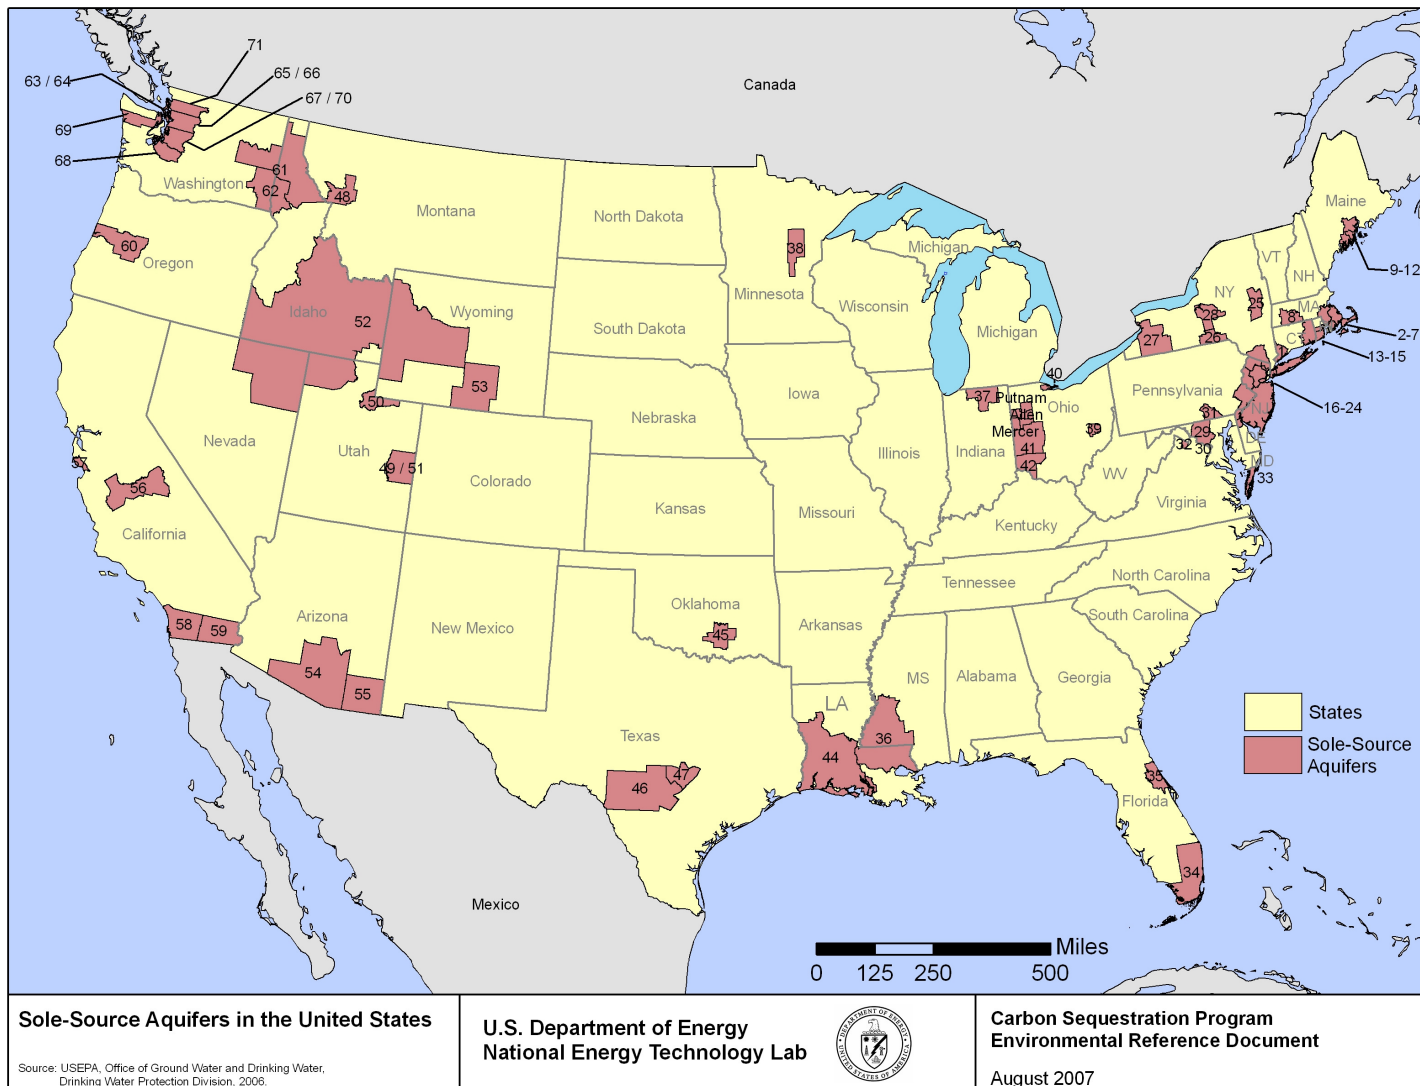 71
63 / 64
65 / 66
67 / 70
69
68
Canada
61
Washington
62
48
Montana
North Dakota
38
Michigan
Maine
60
Oregon
9-12
VT
NH
Minnesota
Wisconsin
NY
25
MA
Idaho
52
Wyoming
South Dakota
Michigan
28
8
27
26
2-7
13-15
53
50
Iowa
40
Pennsylvania
37
Putnam
Ohio
Allen
16-24
NJ
Nevada
Nebraska
31
Mercer
39
29
DE
Utah
49 / 51
Illinois
Indiana
41
32
30
42
MD
33
56
Colorado
WV
Kansas
Missouri
Virginia
California
Kentucky
Tennessee
North Carolina
58
59
Arizona
New Mexico
Oklahoma
45
Arkansas
South Carolina
54
55
MS
Alabama
Georgia
LA
States
Texas
36
Sole-Source
Aquifers
44
46
47
35
Florida
34
Mexico
Miles
0 125 250 500
Sole-Source Aquifers in the United States
Source: USEPA, Office of Ground Water and Drinking Water,
Drinking Water Protection Division, 2006.
U.S. Department of Energy
National Energy Technology Lab
DEPARTMENT OF ENERGY
UNITED STATES OF AMERICA
Carbon Sequestration Program
Environmental Reference Document
August 2007